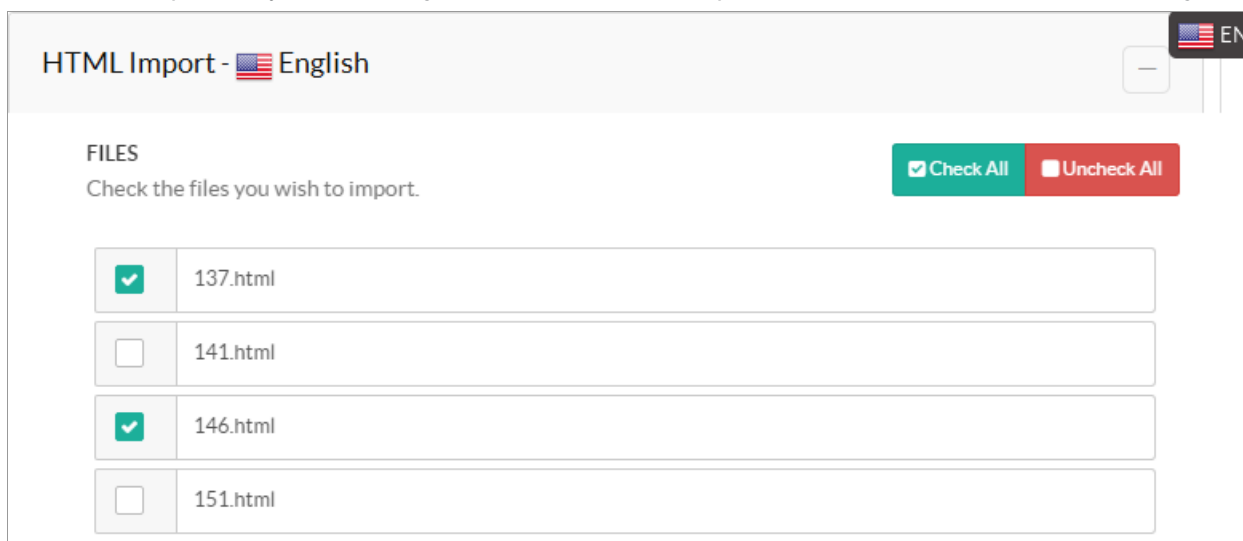 EN
HTML Import - English
FILES
Check the files you wish to import.
Check All
Uncheck All
137.html
141.html
146.html
151.html